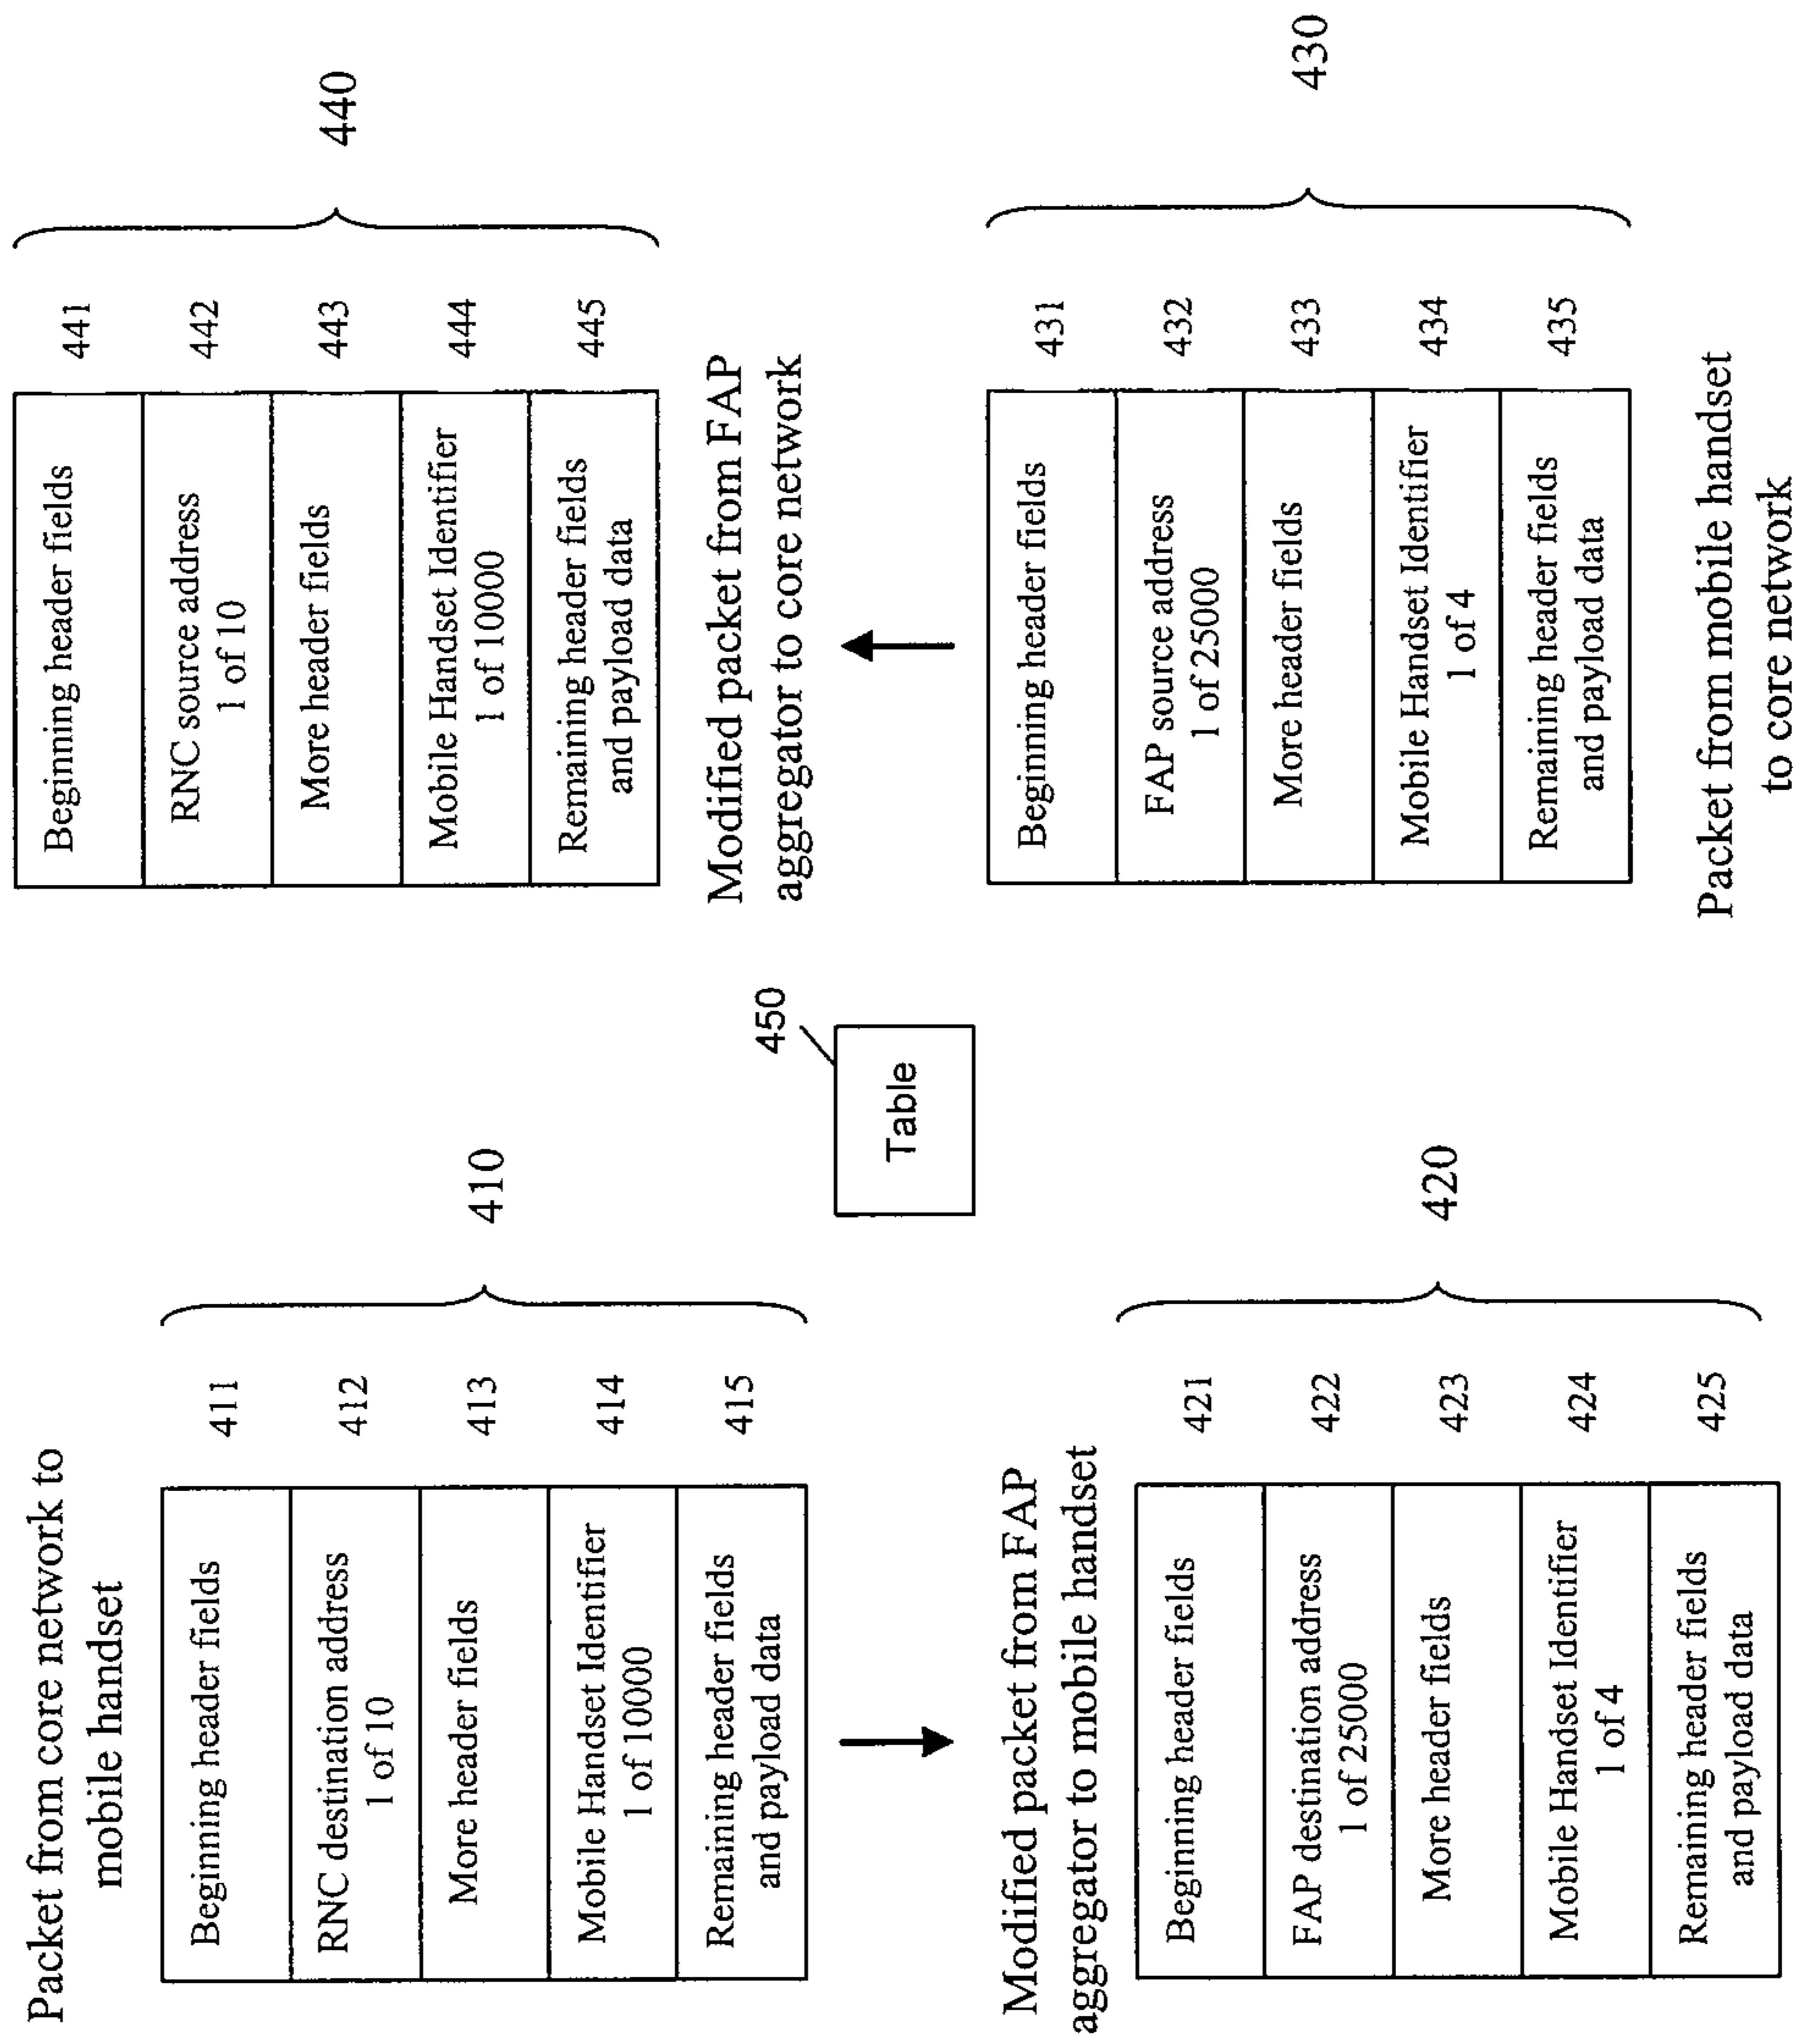 Packet from core network to
mobile handset
Beginning header fields
411
RNC destination address
1 of 10
412
More header fields
413
Mobile Handset Identifier
1 of 10000
414
Remaining header fields
and payload data
415
410
Modified packet from FAP
aggregator to mobile handset
Beginning header fields
421
FAP destination address
1 of 25000
422
More header fields
423
Mobile Handset Identifier
1 of 4
424
Remaining header fields
and payload data
425
420
Table
450
Beginning header fields
441
RNC source address
1 of 10
442
More header fields
443
Mobile Handset Identifier
1 of 10000
444
Remaining header fields
and payload data
445
440
Modified packet from FAP
aggregator to core network
Beginning header fields
431
FAP source address
1 of 25000
432
More header fields
433
Mobile Handset Identifier
1 of 4
434
Remaining header fields
and payload data
435
430
Packet from mobile handset
to core network